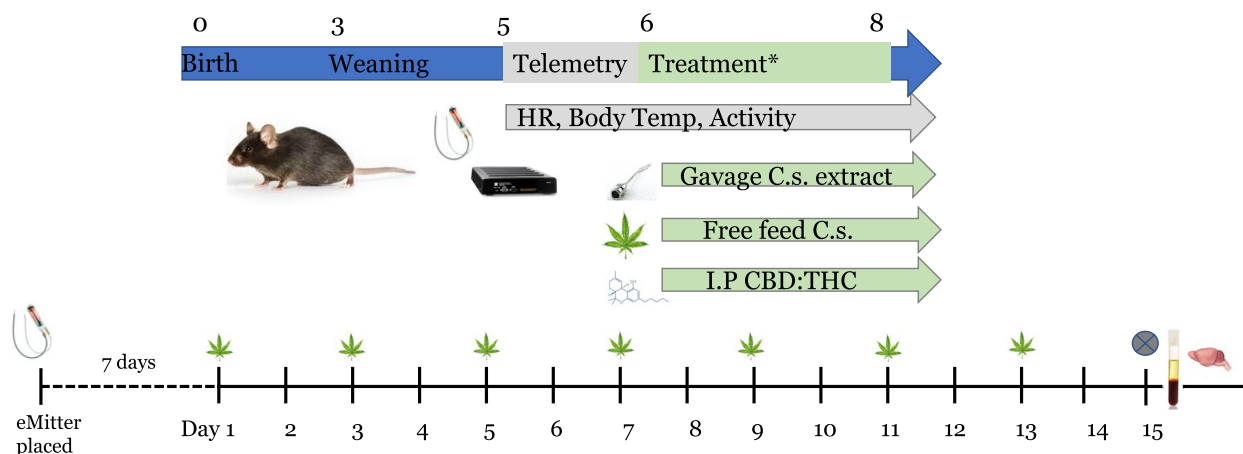 0 3 5 6 8
Birth Weaning Telemetry Treatment*
HR, Body Temp, Activity
Gavage C.s. extract
Free feed C.s.
I.P CBD:THC
7 days
eMitter
placed
Day 1 2 3 4 5 6 7 8 9 10 11 12 13 14 15